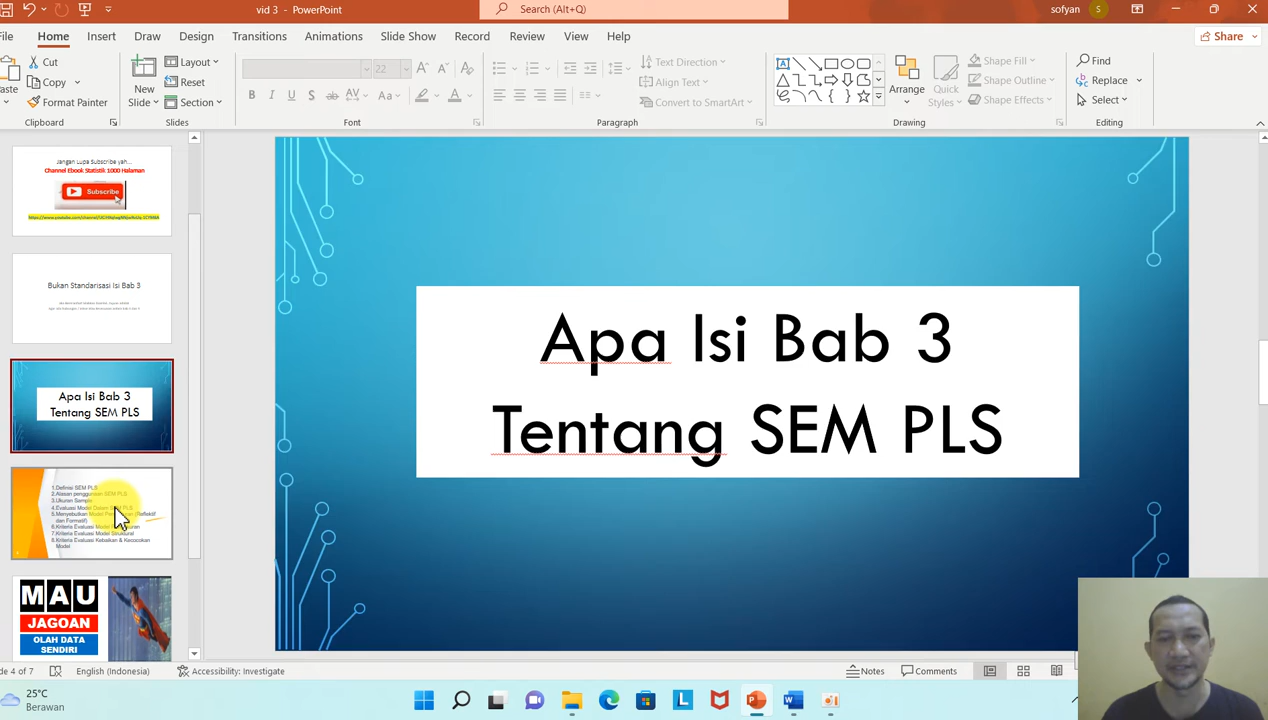 vid 3 - PowerPoint
Search (Alt+Q)
sofyan
S
File
Home
Insert
Draw
Design
Transitions
Animations
Slide Show
Record
Review
View
Help
Share
Paste
Cut
Copy
Format Painter
Clipboard
New
Slide
Layout
Reset
Section
Slides
22
Font
Text Direction
Align Text
Convert to SmartArt
Paragraph
Arrange
Quick
Styles
Shape Fill
Shape Outline
Shape Effects
Drawing
Find
Replace
Select
Editing
Jangan Lupa Subscribe yah...
Channel Ebook Statistik 1000 Halaman
Subscribe
Bukan Standarisasi Isi Bab 3
Apa Isi Bab 3
Tentang SEM PLS
1.Definisi SEM PLS
2.Alasan penggunaan SEM PLS
3.Ukuran Sampel
4.Evaluasi Model Dalam SEM PLS
5.Menyebutkan Model (Reflektif
dan Formatif)
6.Kriteria Evaluasi Model
7.Kriteria Evaluasi Model Struktural
8.Kriteria Evaluasi Kebaikan & Kecocokan
Model
MAU
JAGOAN
OLAH DATA
SENDIRI
Apa Isi Bab 3
Tentang SEM PLS
Slide 4 of 7
English (Indonesia)
Accessibility: Investigate
Notes
Comments
25°C
Berawan